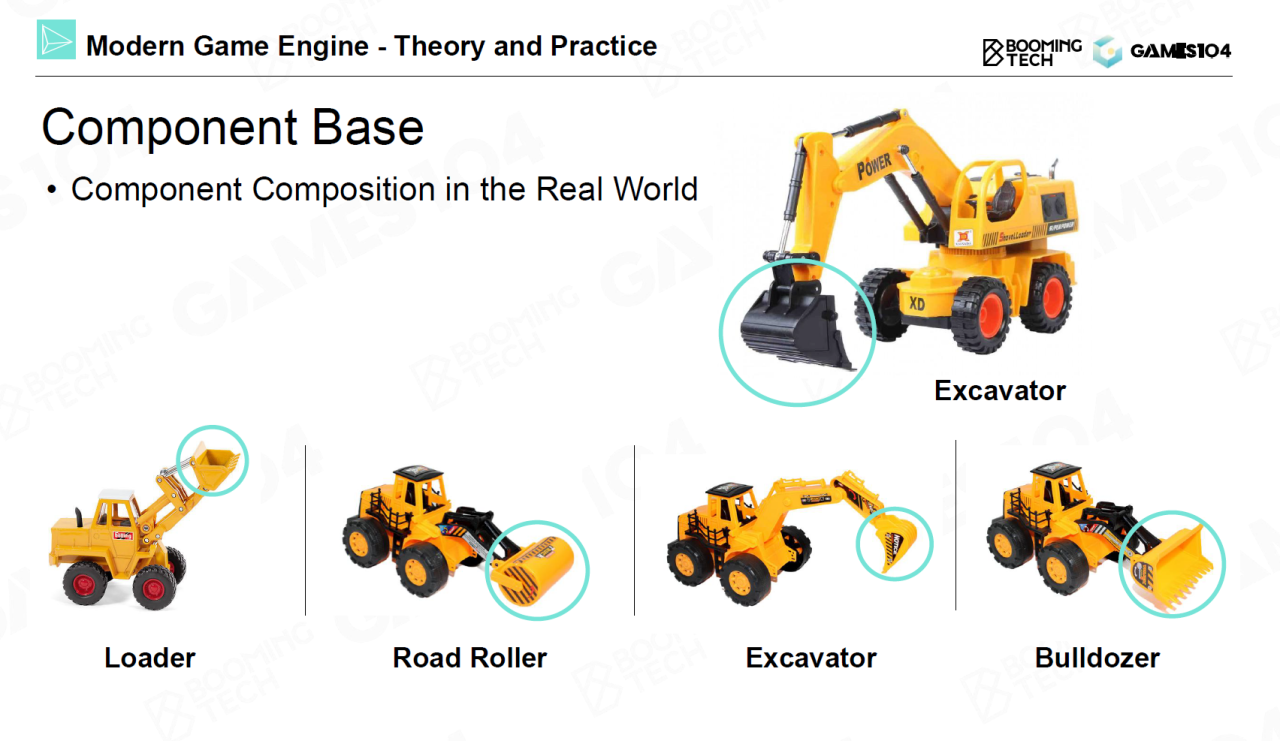 Modern Game Engine - Theory and Practice
BOOMING
TECH
GAMES104
Component Base
• Component Composition in the Real World
POWER
XD
Excavator
Loader
Road Roller
Excavator
Bulldozer